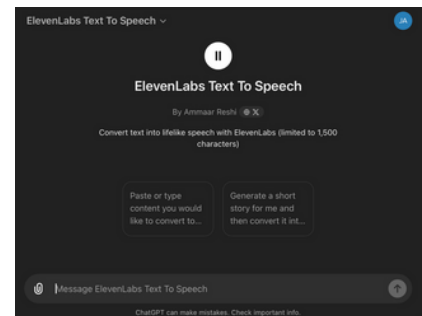 ElevenLabs Text To Speech
JA
ElevenLabs Text To Speech
By Ammaar Reshi
Convert text into lifelike speech with ElevenLabs (limited to 1,500
characters)
Paste or type
content you would
like to convert to...
Generate a short
story for me and
then convert it int...
Message ElevenLabs Text To Speech
ChatGPT can make mistakes. Check important info.